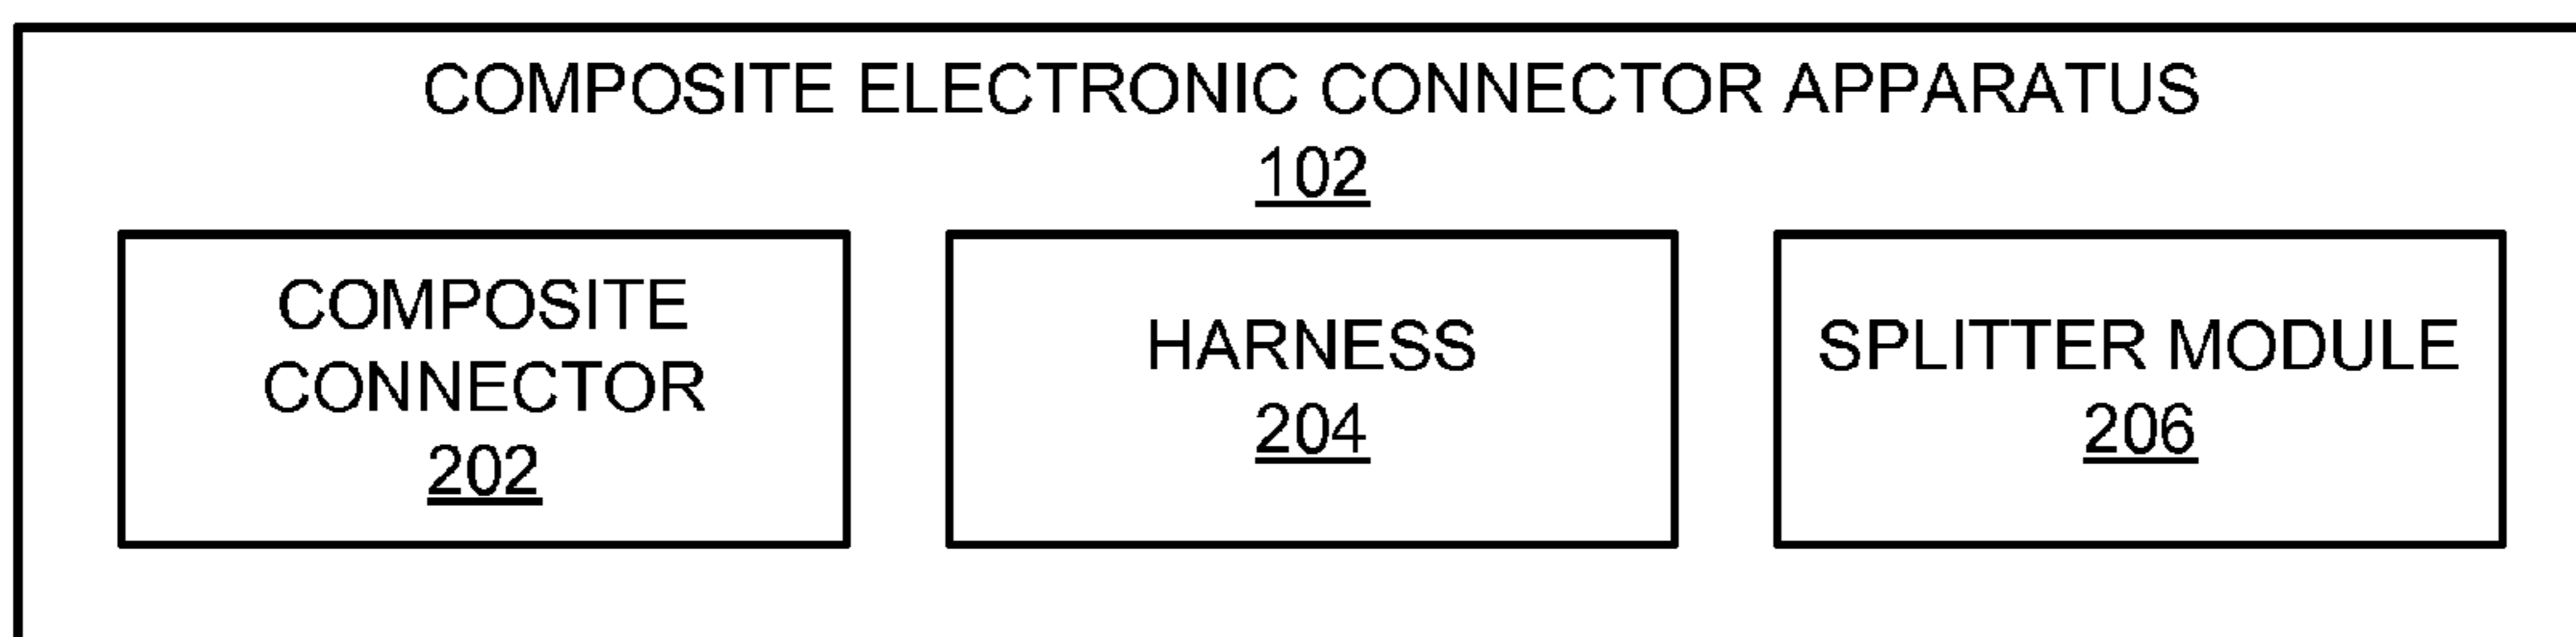 COMPOSITE ELECTRONIC CONNECTOR APPARATUS
102
COMPOSITE
CONNECTOR
202
HARNESS
204
SPLITTER MODULE
206